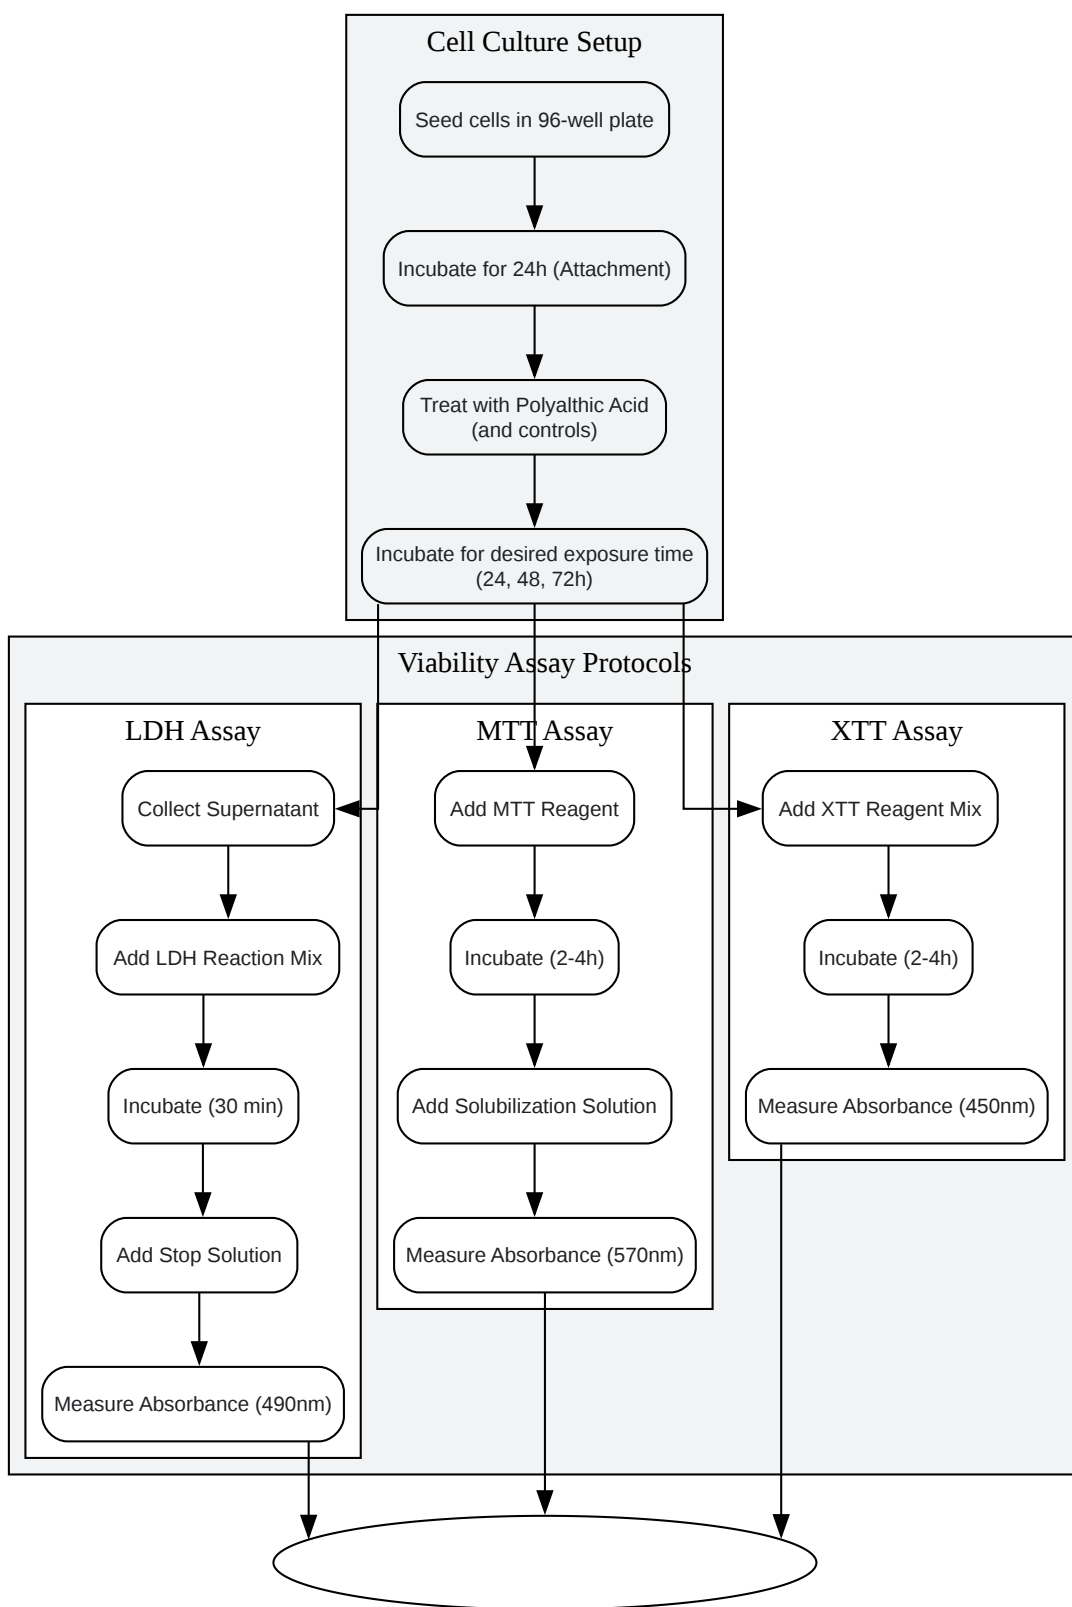 Cell Culture Setup
Seed cells in 96-well plate
Incubate for 24h (Attachment)
Treat with Polyalthic Acid
(and controls)
Incubate for desired exposure time
(24, 48, 72h)
Viability Assay Protocols
LDH Assay
Collect Supernatant
Add LDH Reaction Mix
Incubate (30 min)
Add Stop Solution
Measure Absorbance (490nm)
MTT Assay
Add MTT Reagent
Incubate (2-4h)
Add Solubilization Solution
Measure Absorbance (570nm)
XTT Assay
Add XTT Reagent Mix
Incubate (2-4h)
Measure Absorbance (450nm)